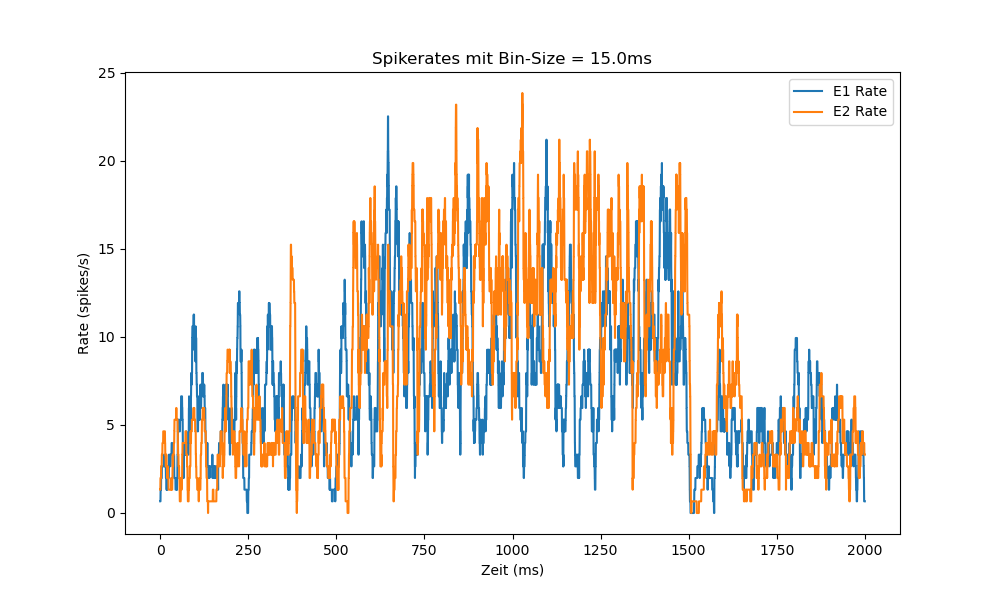 Spikerates mit Bin-Size = 15.0ms
25
20
15
10
5
0
Rate (spikes/s)
E1 Rate
E2 Rate
0 250 500 750 1000 1250 1500 1750 2000
Zeit (ms)